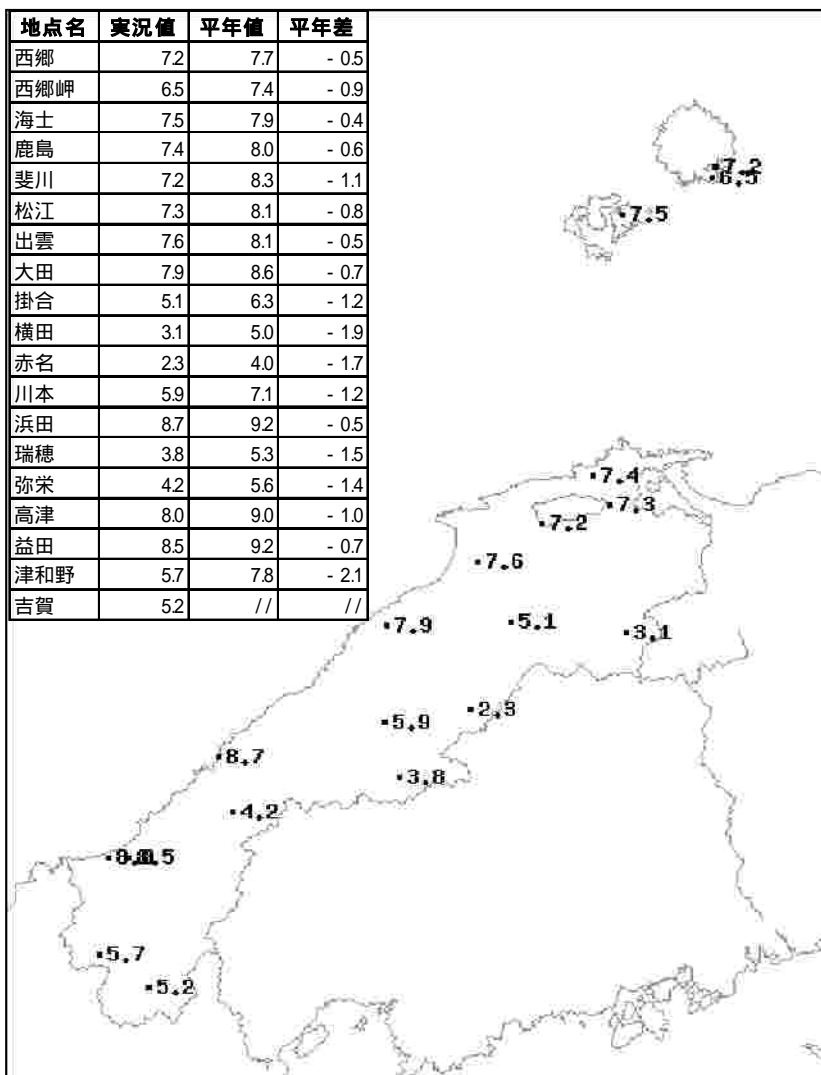 地点名 実況値 平年値 平年差
西郷 7.2 7.7 - 0.5
西郷岬 6.5 7.4 - 0.9
海士 7.5 7.9 - 0.4
鹿島 7.4 8.0 - 0.6
斐川 7.2 8.3 - 1.1
松江 7.3 8.1 - 0.8
出雲 7.6 8.1 - 0.5
大田 7.9 8.6 - 0.7
掛合 5.1 6.3 - 1.2
横田 3.1 5.0 - 1.9
赤名 2.3 4.0 - 1.7
川本 5.9 7.1 - 1.2
浜田 8.7 9.2 - 0.5
瑞穂 3.8 5.3 - 1.5
弥栄 4.2 5.6 - 1.4
高津 8.0 9.0 - 1.0
益田 8.5 9.2 - 0.7
津和野 5.7 7.8 - 2.1
吉賀 5.2 // //
7.2
6.5
7.5
7.4
7.3
7.2
7.6
5.1
7.9
3.1
2.3
5.9
8.7
3.8
4.2
5.7
5.2